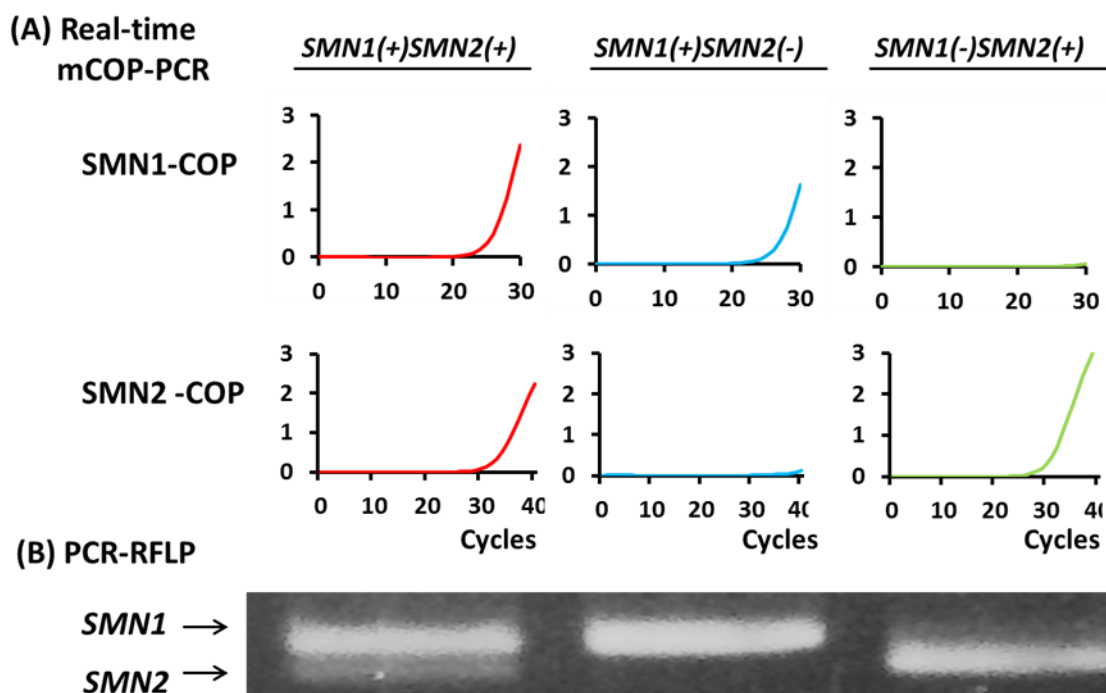 (A) Real-time
mCOP-PCR
SMN1(+)SMN2(+)
SMN1(+)SMN2(-)
SMN1(-)SMN2(+)
SMN1-COP
3
2
1
0
0 10 20 30
3
2
1
0
0 10 20 30
3
2
1
0
0 10 20 30
SMN2 -COP
3
2
1
0
0 10 20 30 40
3
2
1
0
0 10 20 30 40
3
2
1
0
0 10 20 30 40
Cycles
Cycles
Cycles
(B) PCR-RFLP
SMN1 →
SMN2 →